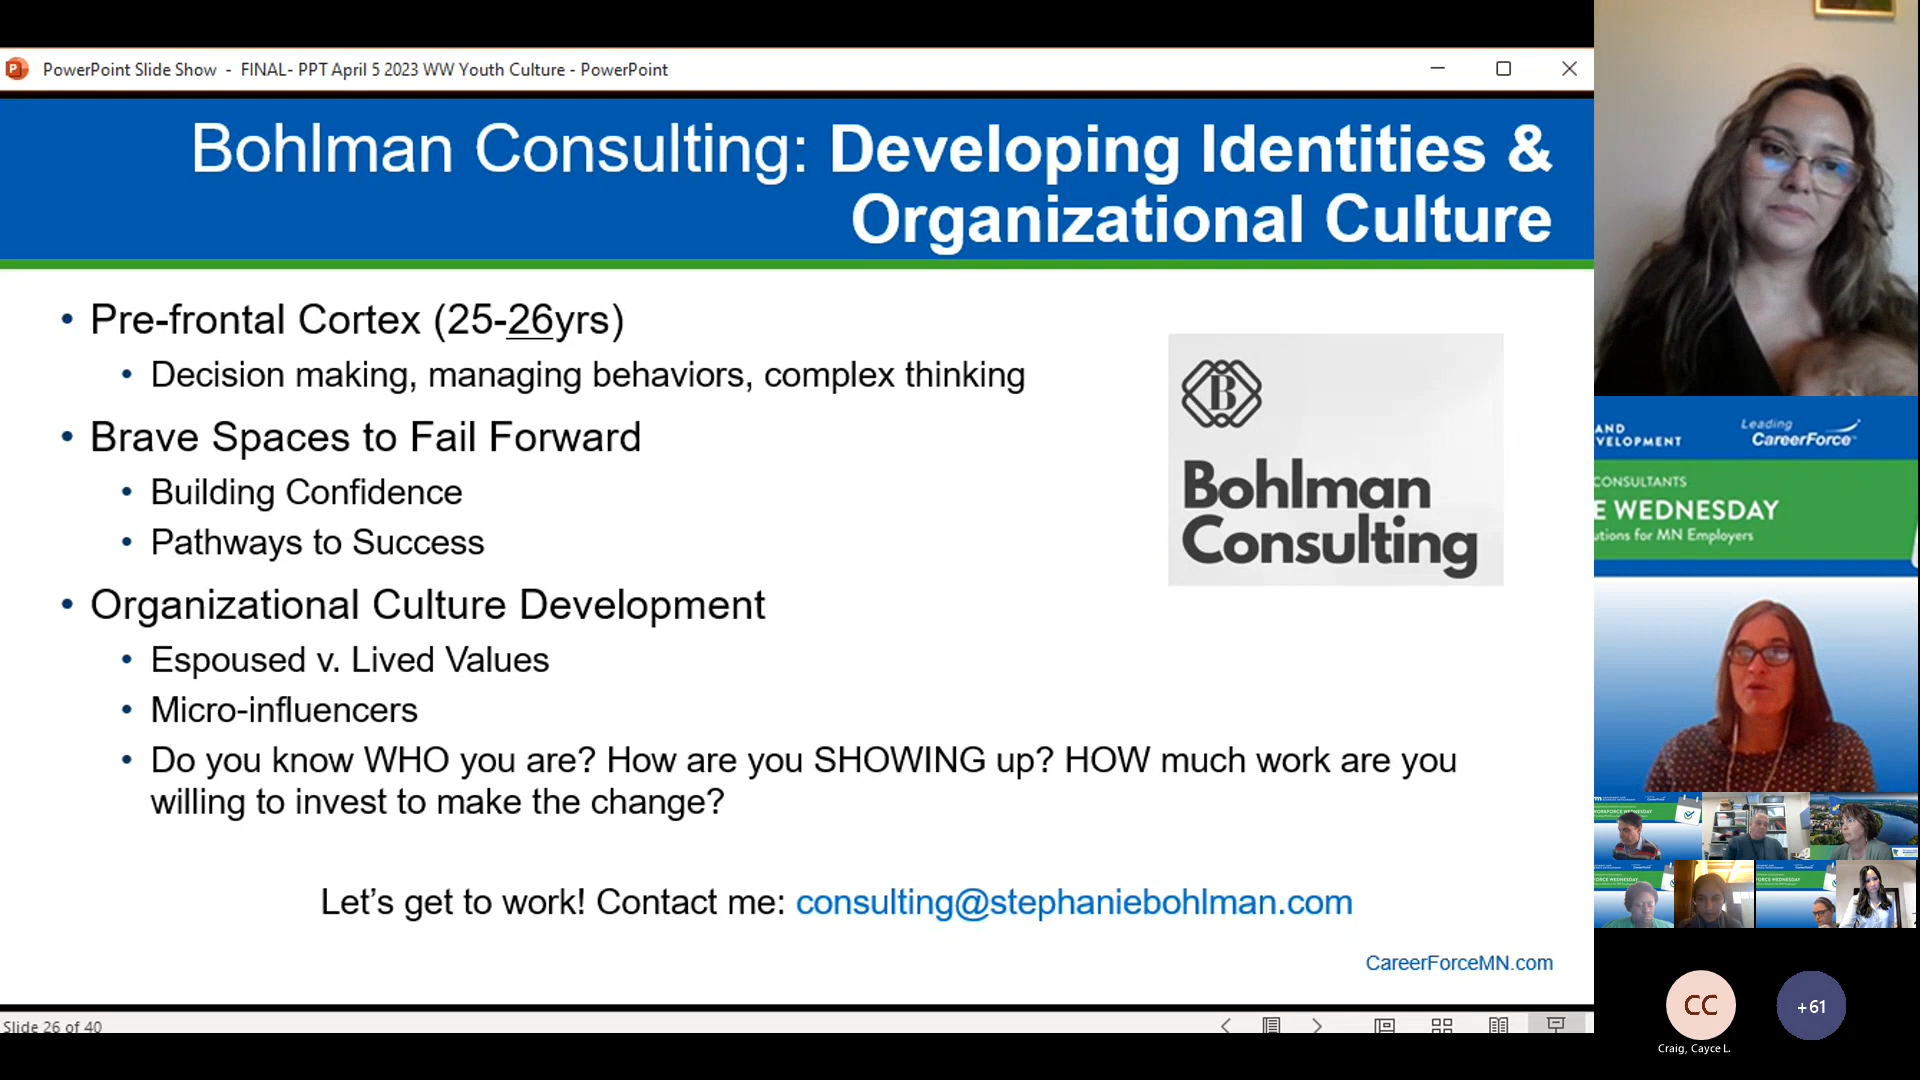 PowerPoint Slide Show - FINAL- PPT April 5 2023 WW Youth Culture - PowerPoint
Bohlman Consulting: Developing Identities &
Organizational Culture
• Pre-frontal Cortex (25-26yrs)
• Decision making, managing behaviors, complex thinking
• Brave Spaces to Fail Forward
• Building Confidence
• Pathways to Success
• Organizational Culture Development
• Espoused v. Lived Values
• Micro-influencers
• Do you know WHO you are? How are you SHOWING up? HOW much work are you
willing to invest to make the change?
B
Bohlman
Consulting
Let's get to work! Contact me: consulting@stephaniebohlman.com
CareerForceMN.com
Slide 26 of 40
AND
VELOPMENT
Leading
CareerForce
CONSULTANTS
E WEDNESDAY
utions for MN Employers
CC
+61
Craig, Cayce L.